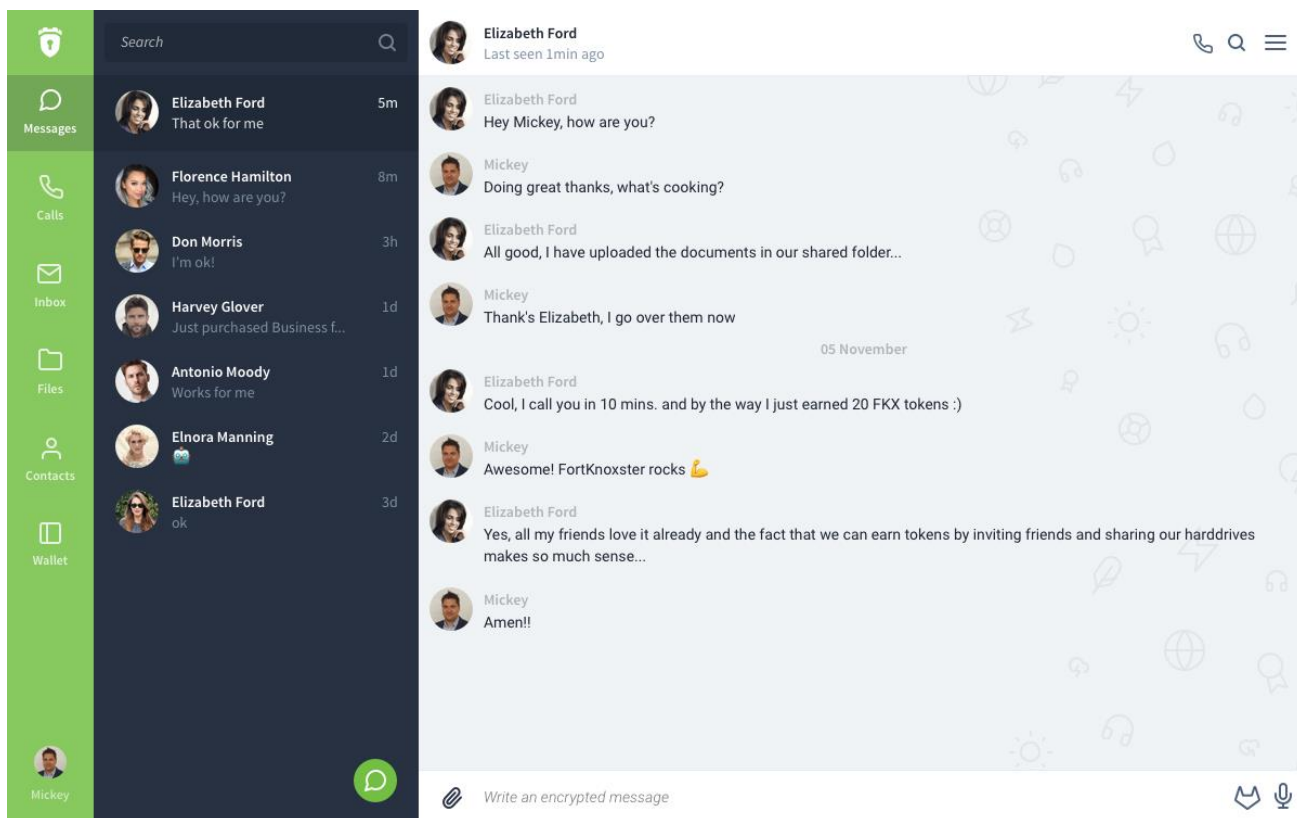 Messages
Calls
Inbox
Files
Contacts
Wallet
Mickey
Search
Elizabeth Ford 5m
That ok for me
Florence Hamilton 8m
Hey, how are you?
Don Morris 3h
I'm ok!
Harvey Glover 1d
Just purchased Business f...
Antonio Moody 1d
Works for me
Elnora Manning 2d
🤖
Elizabeth Ford 3d
ok
Elizabeth Ford
Last seen 1min ago
Elizabeth Ford
Hey Mickey, how are you?
Mickey
Doing great thanks, what's cooking?
Elizabeth Ford
All good, I have uploaded the documents in our shared folder...
Mickey
Thank's Elizabeth, I go over them now
05 November
Elizabeth Ford
Cool, I call you in 10 mins. and by the way I just earned 20 FKX tokens :)
Mickey
Awesome! FortKnoxster rocks 💪
Elizabeth Ford
Yes, all my friends love it already and the fact that we can earn tokens by inviting friends and sharing our harddrives
makes so much sense...
Mickey
Amen!!
Write an encrypted message